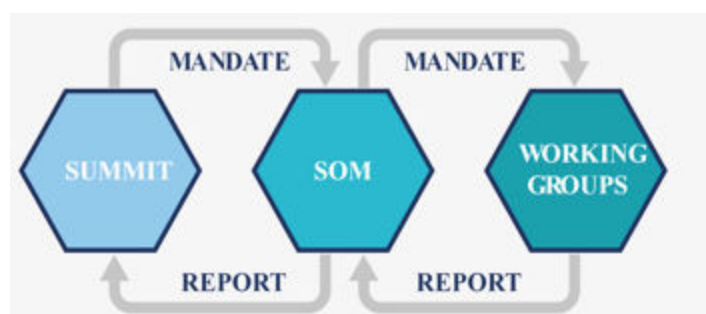 MANDATE
MANDATE
SUMMIT
SOM
WORKING
GROUPS
REPORT
REPORT